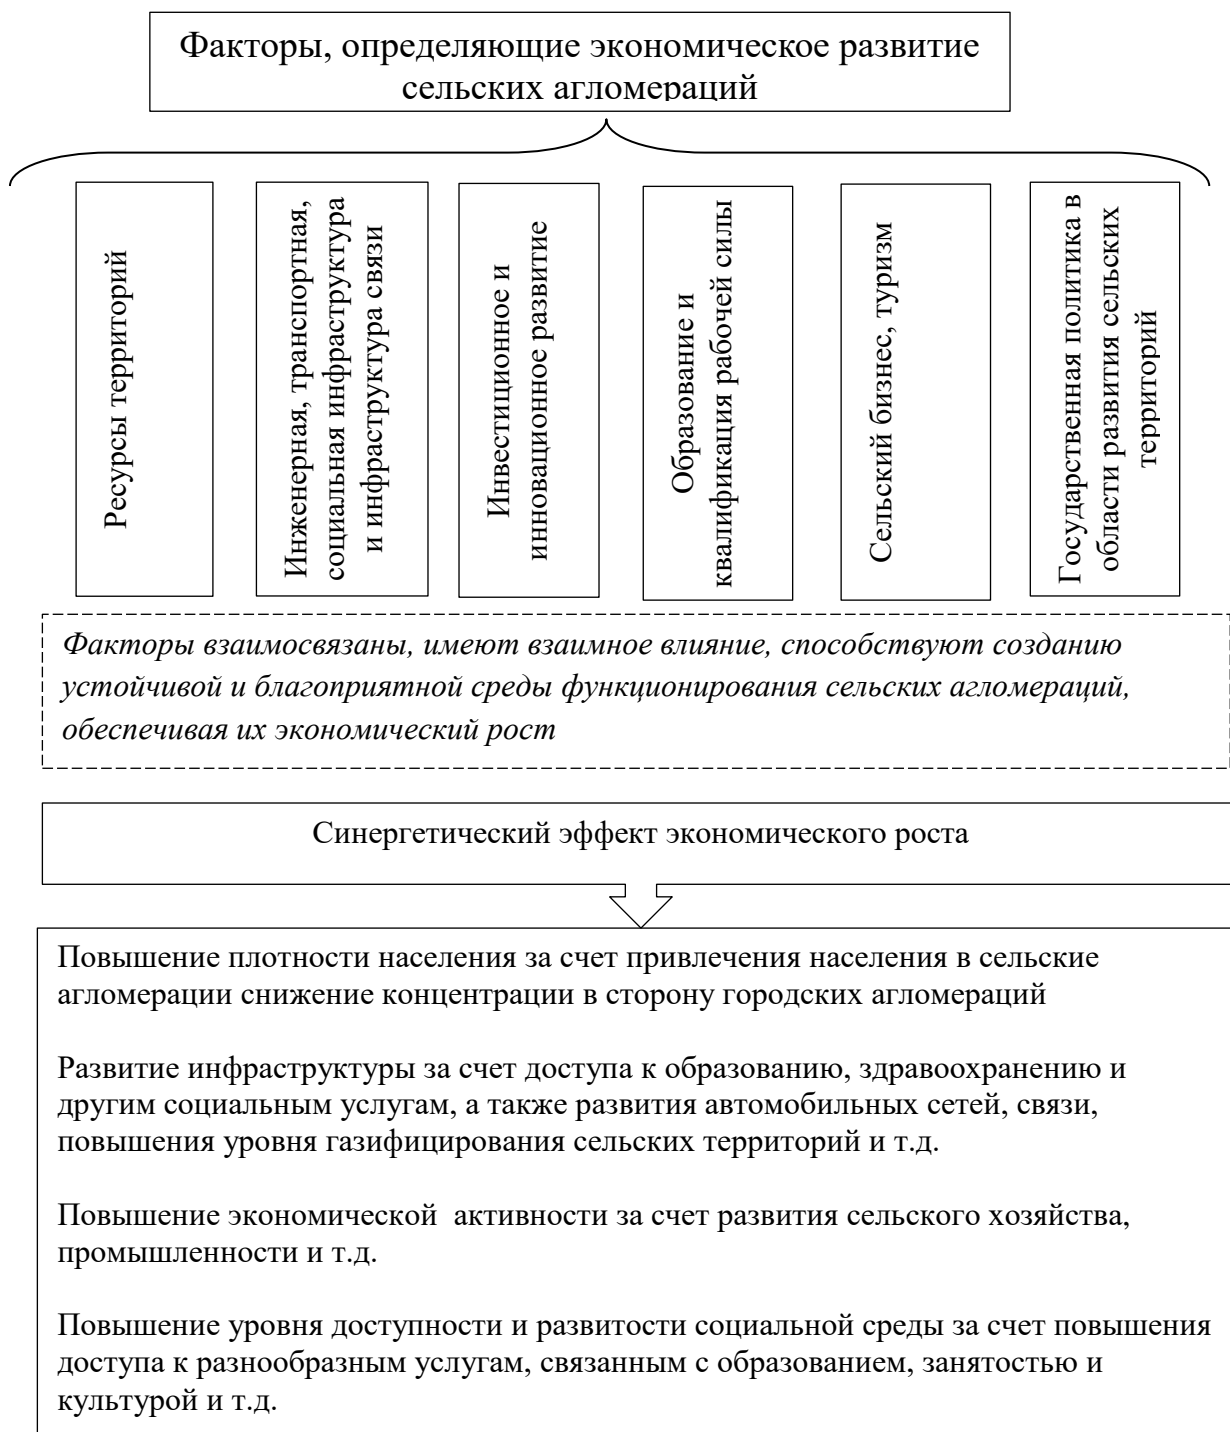 Факторы, определяющие экономическое развитие
сельских агломераций
Ресурсы территорий
Инженерная, транспортная,
социальная инфраструктура
и инфраструктура связи
Инвестиционное и
инновационное развитие
Образование и
квалификация рабочей силы
Сельский бизнес, туризм
Государственная политика в
области развития сельских
территорий
Факторы взаимосвязаны, имеют взаимное влияние, способствуют созданию
устойчивой и благоприятной среды функционирования сельских агломераций,
обеспечивая их экономический рост
Синергетический эффект экономического роста
Повышение плотности населения за счет привлечения населения в сельские
агломерации снижение концентрации в сторону городских агломераций
Развитие инфраструктуры за счет доступа к образованию, здравоохранению и
другим социальным услугам, а также развития автомобильных сетей, связи,
повышения уровня газифицирования сельских территорий и т.д.
Повышение экономической  активности за счет развития сельского хозяйства,
промышленности и т.д.
Повышение уровня доступности и развитости социальной среды за счет повышения
доступа к разнообразным услугам, связанным с образованием, занятостью и
культурой и т.д.